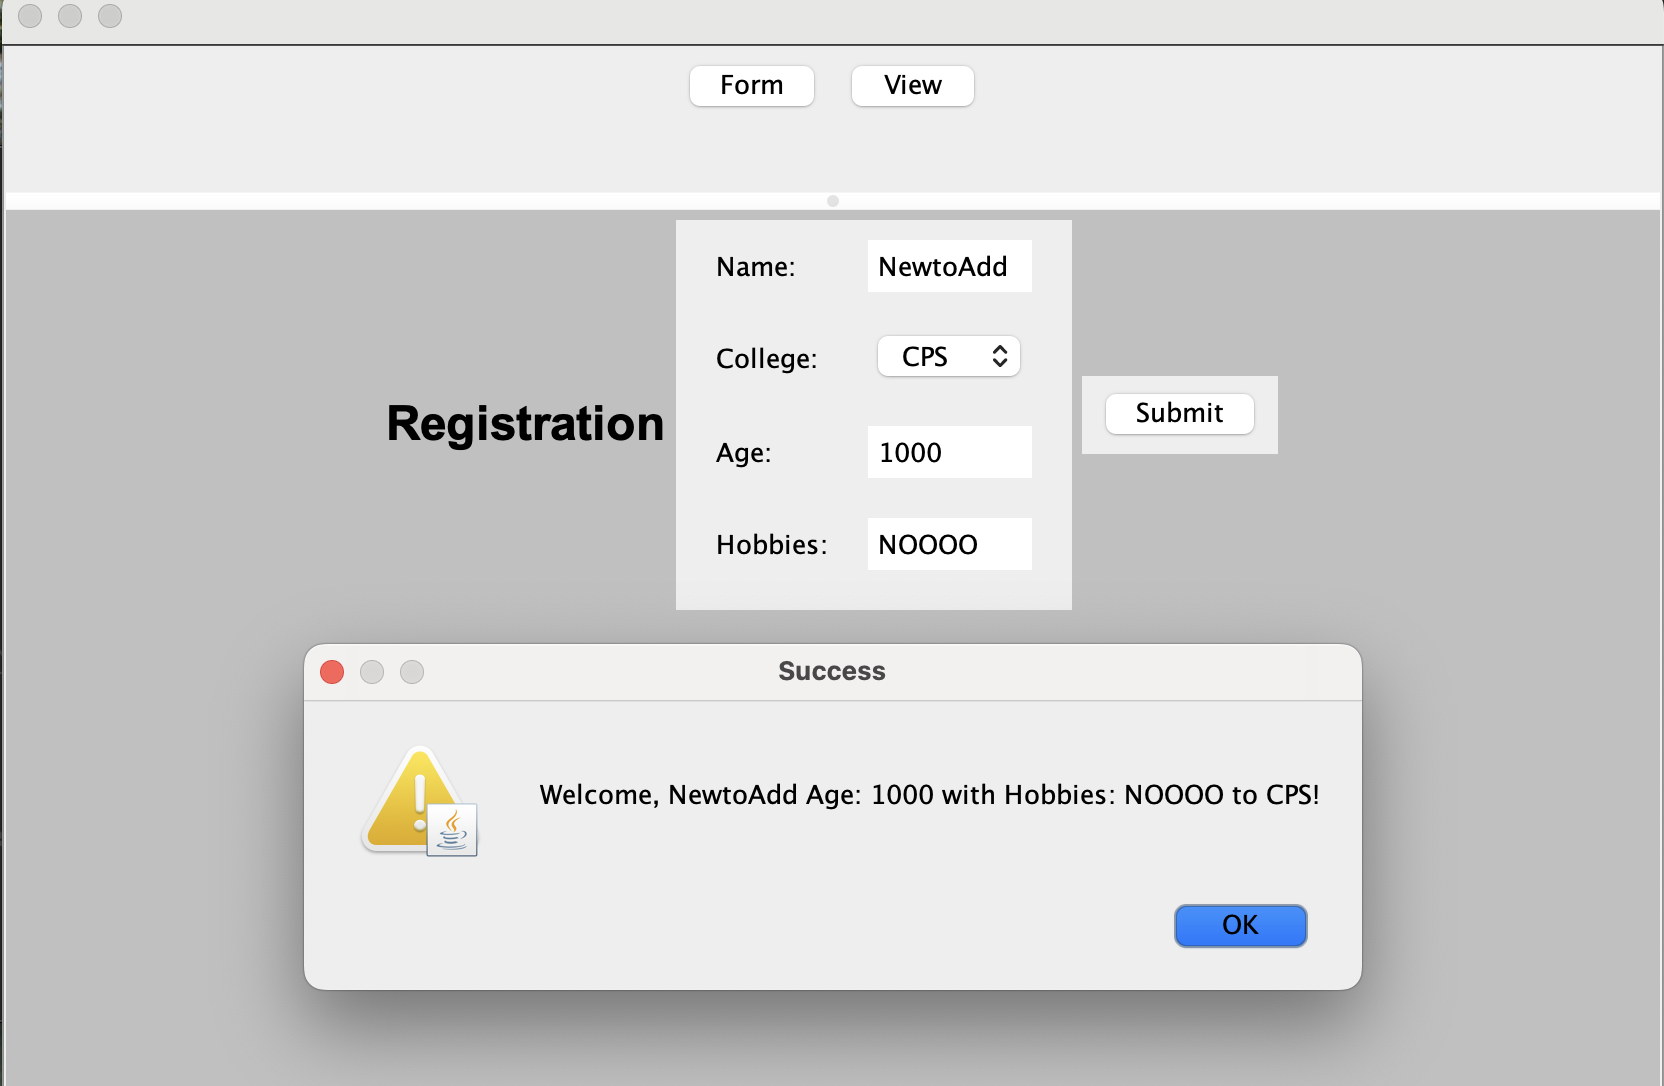 Form
View
Name:
NewtoAdd
College:
CPS
Registration
Submit
Age:
1000
Hobbies:
NOOOO
Success
Welcome, NewtoAdd Age: 1000 with Hobbies: NOOOO to CPS!
OK